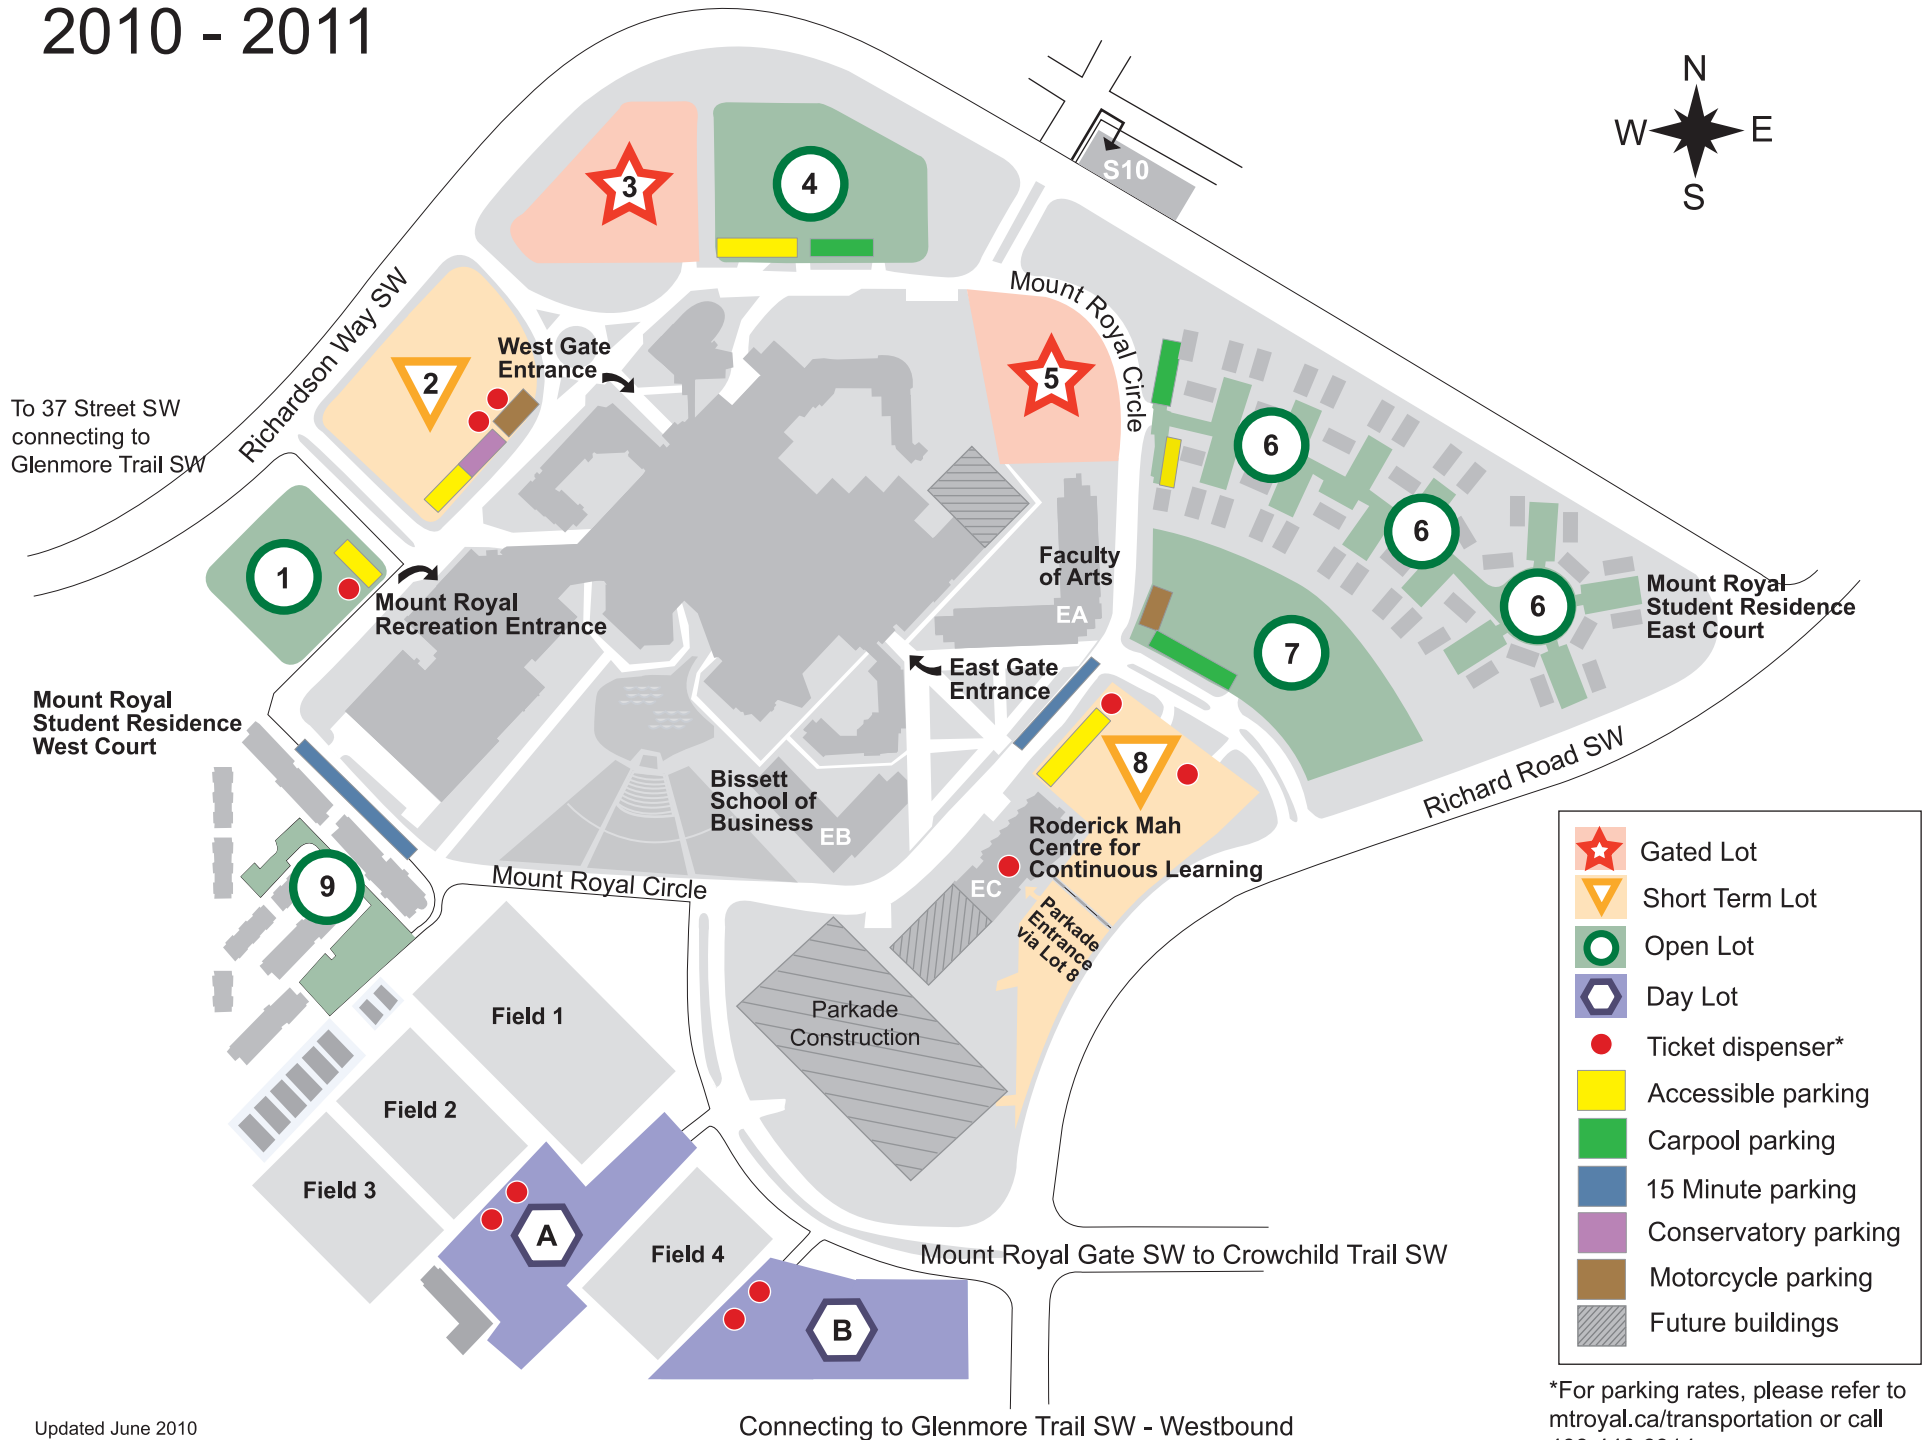 2010 - 2011
N
W E
S
S10
3
4
Mount Royal Circle
Richardson Way SW
West Gate
Entrance
2
5
To 37 Street SW
connecting to
Glenmore Trail SW
6
6
6
1
Mount Royal
Recreation Entrance
Faculty
of Arts
EA
Mount Royal
Student Residence
East Court
7
East Gate
Entrance
Mount Royal
Student Residence
West Court
8
Richard Road SW
Bissett
School of
Business
EB
Roderick Mah
Centre for
Continuous Learning
EC
9
Mount Royal Circle
Parkade
Entrance
via Lot 8
Parkade
Construction
Field 1
Field 2
Field 3
A
Field 4
B
Mount Royal Gate SW to Crowchild Trail SW
Connecting to Glenmore Trail SW - Westbound
Gated Lot
Short Term Lot
Open Lot
Day Lot
Ticket dispenser*
Accessible parking
Carpool parking
15 Minute parking
Conservatory parking
Motorcycle parking
Future buildings
*For parking rates, please refer to
mtroyal.ca/transportation or call
Updated June 2010